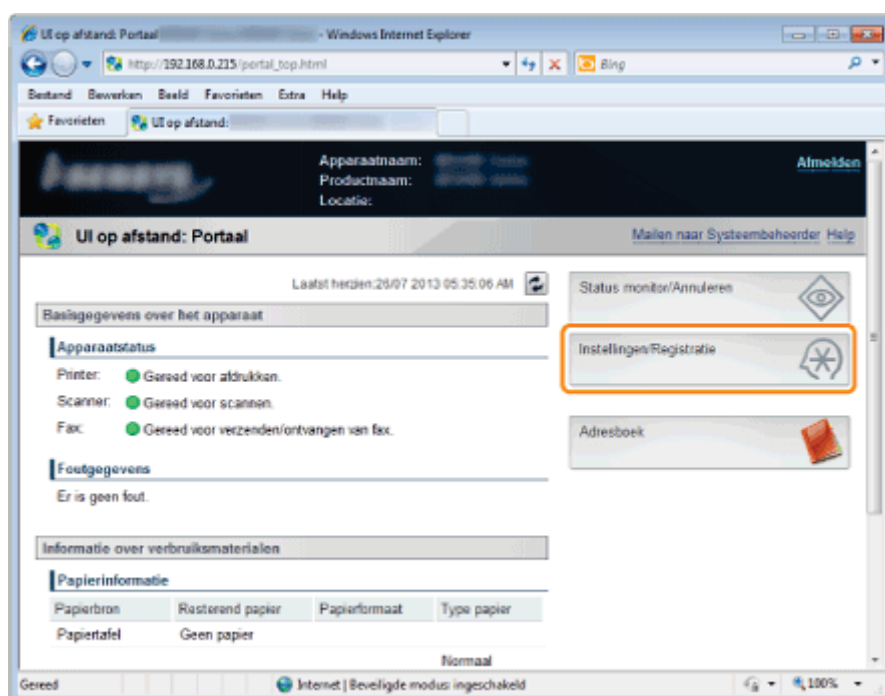 UI op afstand: Portaal - Windows Internet Explorer
http://192.168.0.215/portal_top.html
Bing
Bestand Bewerken Beeld Favorieten Extra Help
Favorieten
UI op afstand:
Apparaatnaam:
Productnaam:
Locatie:
Afmelden
UI op afstand: Portaal
Mailen naar Systeembeheerder Help
Laatst herzien:26/07 2013 05:35:06 AM
Basisgegevens over het apparaat
Apparaatstatus
Printer: Gereed voor afdrukken.
Scanner: Gereed voor scannen.
Fax: Gereed voor verzenden/ontvangen van fax.
Foutgegevens
Er is geen fout.
Informatie over verbruiksmaterialen
Papierinformatie
Papierbron Resterend papier Papierformaat Type papier
Papiertafel Geen papier
Normaal
Status monitor/Annuleren
Instellingen/Registratie
Adresboek
Gereed
Internet | Beveiligde modus: ingeschakeld
100%